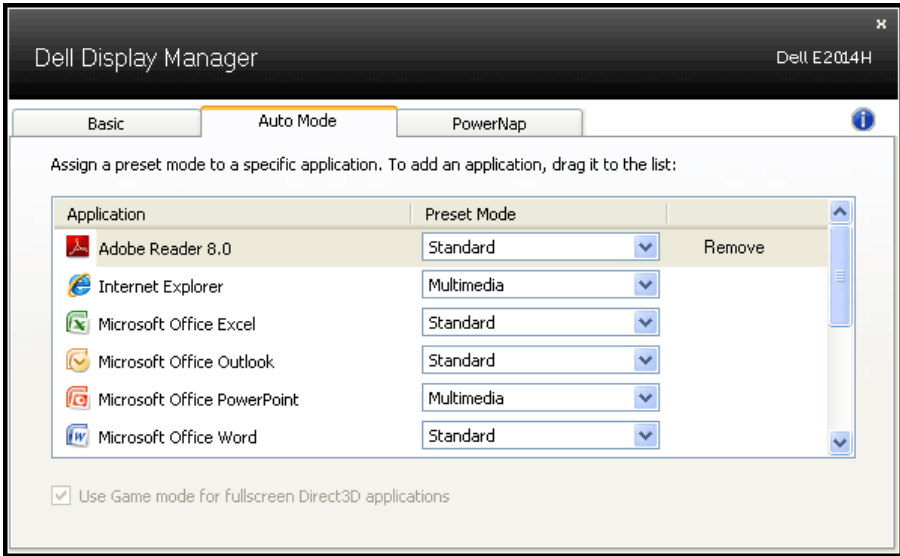 x
Dell Display Manager
Dell E2014H
Basic
Auto Mode
PowerNap
Assign a preset mode to a specific application. To add an application, drag it to the list:
Application Preset Mode
Adobe Reader 8.0 Standard Remove
Internet Explorer Multimedia
Microsoft Office Excel Standard
Microsoft Office Outlook Standard
Microsoft Office PowerPoint Multimedia
Microsoft Office Word Standard
Use Game mode for fullscreen Direct3D applications